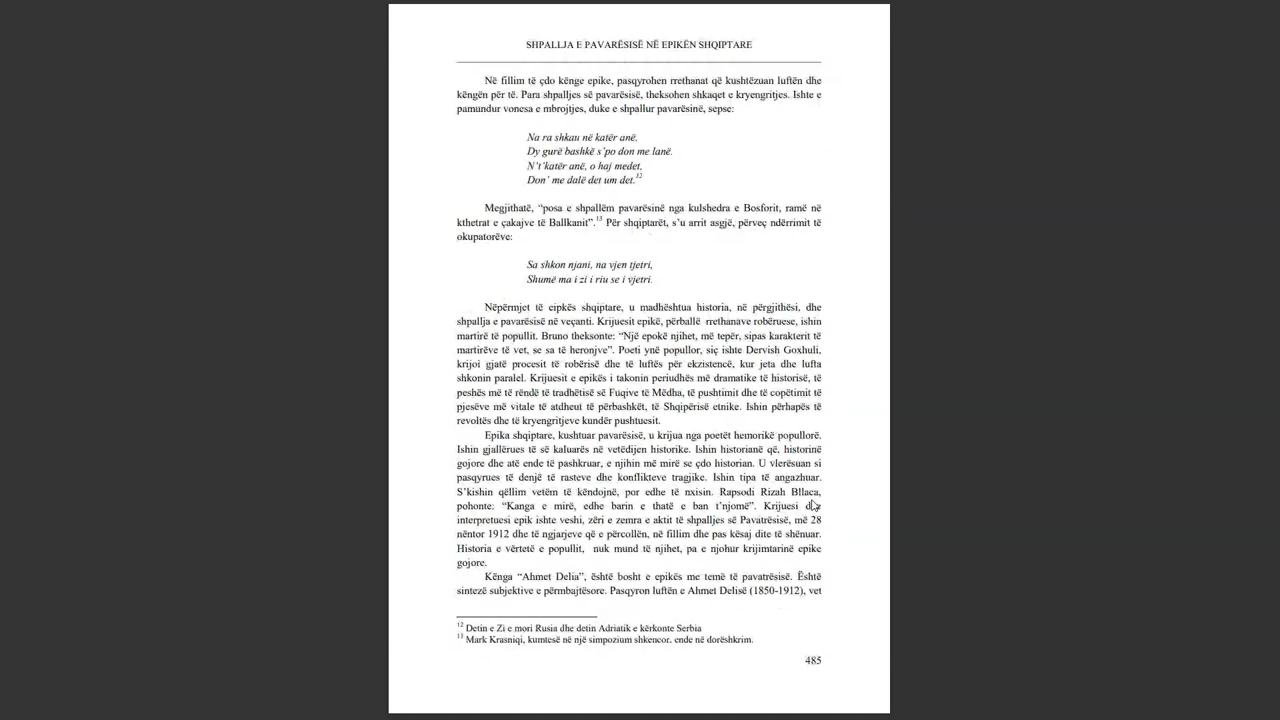 SHPALLJA E PAVARËSISË NË EPIKËN SHQIPTARE
Në fillim të çdo kënge epike, pasqyrohen rrethanat që kushtëzuan luftën dhe
këngën për të. Para shpalljes së pavarësisë, theksohen shkaqet e kryengritjes. Ishte e
pamundur vonesa e mbrojtjes, duke e shpallur pavarësinë, sepse:
Na ra shkau në katër anë,
Dy gurë bashkë s’po don me lanë.
N’t’katër anë, o haj medet,
Don’ me dalë det um det.12
Megjithatë, “posa e shpallëm pavarësinë nga kulshedra e Bosforit, ramë në
kthetrat e çakajve të Ballkanit”.13 Për shqiptarët, s’u arrit asgjë, përveç ndërrimit të
okupatorëve:
Sa shkon njani, na vjen tjetri,
Shumë ma i zi i riu se i vjetri.
Nëpërmjet të eipkës shqiptare, u madhështua historia, në përgjithësi, dhe
shpallja e pavarësisë në veçanti. Krijuesit epikë, përballë rrethanave robëruese, ishin
martirë të popullit. Bruno theksonte: “Një epokë njihet, më tepër, sipas karakterit të
martirëve të vet, se sa të heronjve”. Poeti ynë popullor, siç ishte Dervish Goxhuli,
krijoi gjatë procesit të robërisë dhe të luftës për ekzistencë, kur jeta dhe lufta
shkonin paralel. Krijuesit e epikës i takonin periudhës më dramatike të historisë, të
peshës më të rëndë të tradhëtisë së Fuqive të Mëdha, të pushtimit dhe të copëtimit të
pjesëve më vitale të atdheut të përbashkët, të Shqipërisë etnike. Ishin përhapës të
revoltës dhe të kryengritjeve kundër pushtuesit.
Epika shqiptare, kushtuar pavarësisë, u krijua nga poetët hemorikë popullorë.
Ishin gjallërues të së kaluarës në vetëdijen historike. Ishin historianë që, historinë
gojore dhe atë ende të pashkruar, e njihin më mirë se çdo historian. U vlerësuan si
pasqyrues të denjë të rasteve dhe konflikteve tragjike. Ishin tipa të angazhuar.
S’kishin qëllim vetëm të këndojnë, por edhe të nxisin. Rapsodi Rizah Bllaca,
pohonte: “Kanga e mirë, edhe barin e thatë e ban t’njomë”. Krijuesi dhe
interpretuesi epik ishte veshi, zëri e zemra e aktit të shpalljes së Pavatrësisë, më 28
nëntor 1912 dhe të ngjarjeve që e përcollën, në fillim dhe pas kësaj dite të shënuar.
Historia e vërtetë e popullit, nuk mund të njihet, pa e njohur krijimtarinë epike
gojore.
Kënga “Ahmet Delia”, është bosht e epikës me temë të pavatrësisë. Është
sintezë subjektive e përmbajtësore. Pasqyron luftën e Ahmet Delisë (1850-1912), vet
12 Detin e Zi e mori Rusia dhe detin Adriatik e kërkonte Serbia
13 Mark Krasniqi, kumtesë në një simpozium shkencor, ende në dorëshkrim.
485